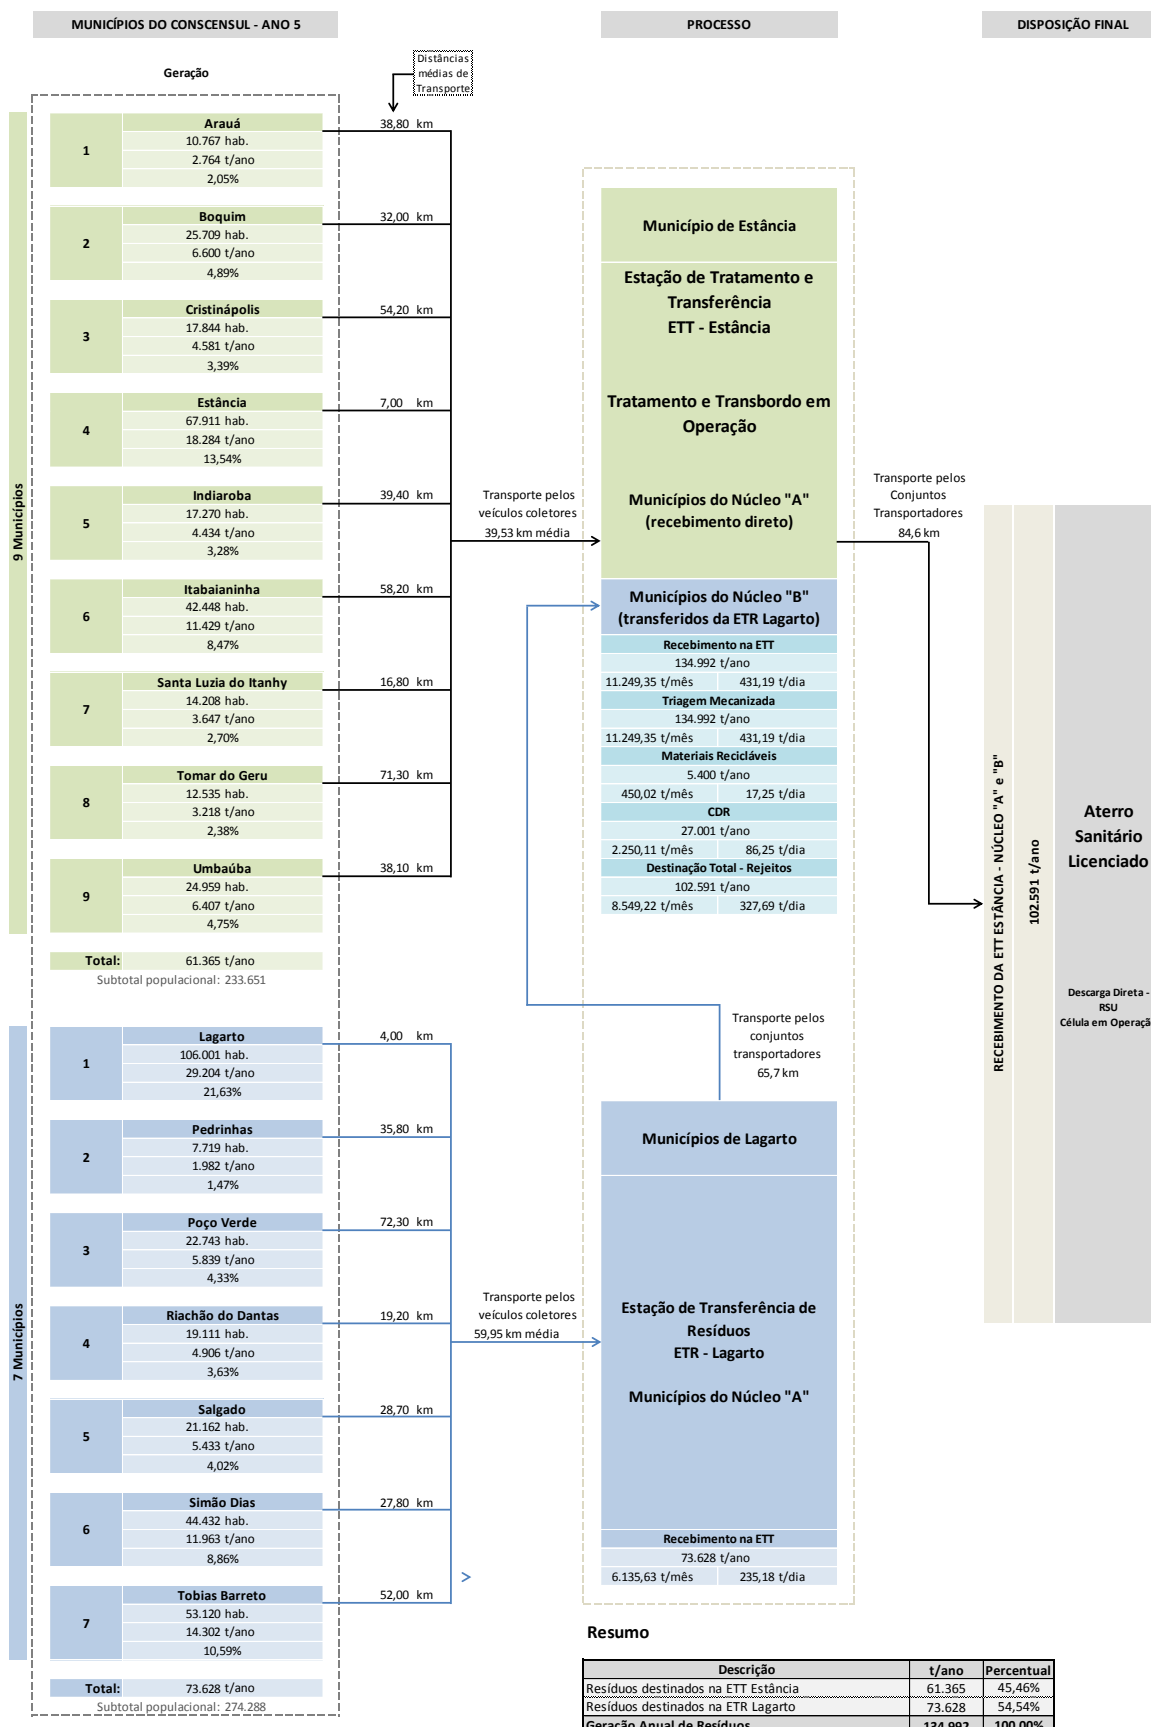 MUNICÍPIOS DO CONSCENSUL - ANO 5
PROCESSO
DISPOSIÇÃO FINAL
Geração
Distâncias
médias de
Transporte
9 Municípios
1
Arauá
10.767 hab.
2.764 t/ano
2,05%
38,80 km
2
Boquim
25.709 hab.
6.600 t/ano
4,89%
32,00 km
3
Cristinápolis
17.844 hab.
4.581 t/ano
3,39%
54,20 km
4
Estância
67.911 hab.
18.284 t/ano
13,54%
7,00 km
5
Indiaroba
17.270 hab.
4.434 t/ano
3,28%
39,40 km
6
Itabaianinha
42.448 hab.
11.429 t/ano
8,47%
58,20 km
7
Santa Luzia do Itanhy
14.208 hab.
3.647 t/ano
2,70%
16,80 km
8
Tomar do Geru
12.535 hab.
3.218 t/ano
2,38%
71,30 km
9
Umbaúba
24.959 hab.
6.407 t/ano
4,75%
38,10 km
Total: 61.365 t/ano
Subtotal populacional: 233.651
Transporte pelos
veículos coletores
39,53 km média
Município de Estância
Estação de Tratamento e
Transferência
ETT - Estância
Tratamento e Transbordo em
Operação
Municípios do Núcleo "A"
(recebimento direto)
Municípios do Núcleo "B"
(transferidos da ETR Lagarto)
Recebimento na ETT
134.992 t/ano
11.249,35 t/mês 431,19 t/dia
Triagem Mecanizada
134.992 t/ano
11.249,35 t/mês 431,19 t/dia
Materiais Recicláveis
5.400 t/ano
450,02 t/mês 17,25 t/dia
CDR
27.001 t/ano
2.250,11 t/mês 86,25 t/dia
Destinação Total - Rejeitos
102.591 t/ano
8.549,22 t/mês 327,69 t/dia
Transporte pelos
Conjuntos
Transportadores
84,6 km
RECEBIMENTO DA ETT ESTÂNCIA - NÚCLEO "A" e "B"
102.591 t/ano
Aterro
Sanitário
Licenciado
Descarga Direta -
RSU
Célula em Operaçã
7 Municípios
1
Lagarto
106.001 hab.
29.204 t/ano
21,63%
4,00 km
2
Pedrinhas
7.719 hab.
1.982 t/ano
1,47%
35,80 km
3
Poço Verde
22.743 hab.
5.839 t/ano
4,33%
72,30 km
4
Riachão do Dantas
19.111 hab.
4.906 t/ano
3,63%
19,20 km
5
Salgado
21.162 hab.
5.433 t/ano
4,02%
28,70 km
6
Simão Dias
44.432 hab.
11.963 t/ano
8,86%
27,80 km
7
Tobias Barreto
53.120 hab.
14.302 t/ano
10,59%
52,00 km
Total: 73.628 t/ano
Subtotal populacional: 274.288
Transporte pelos
veículos coletores
59,95 km média
Transporte pelos
conjuntos
transportadores
65,7 km
Municípios de Lagarto
Estação de Transferência de
Resíduos
ETR - Lagarto
Municípios do Núcleo "A"
Recebimento na ETT
73.628 t/ano
6.135,63 t/mês 235,18 t/dia
Resumo
Descrição t/ano Percentual
Resíduos destinados na ETT Estância 61.365 45,46%
Resíduos destinados na ETR Lagarto 73.628 54,54%
Geração Anual de Resíduos 134.992 100,00%